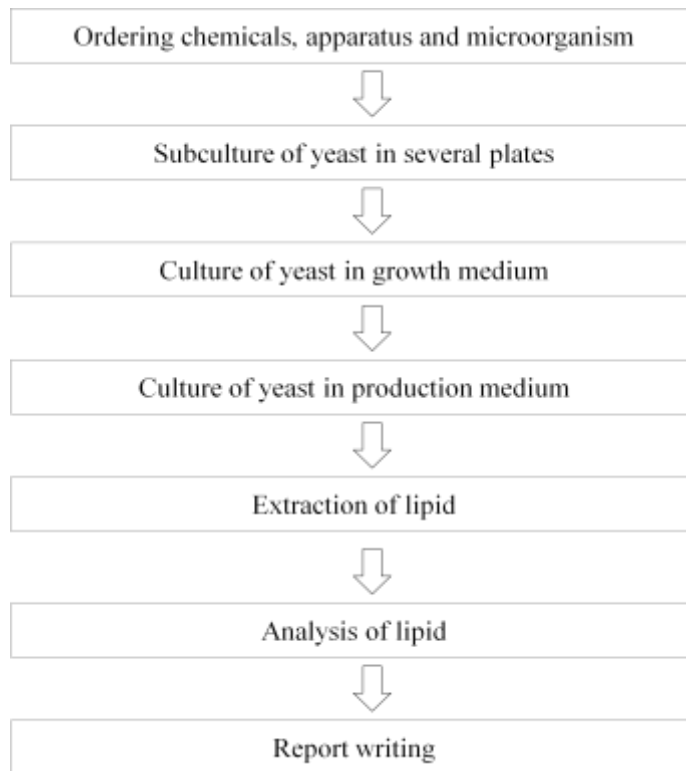 Ordering chemicals, apparatus and microorganism
Subculture of yeast in several plates
Culture of yeast in growth medium
Culture of yeast in production medium
Extraction of lipid
Analysis of lipid
Report writing